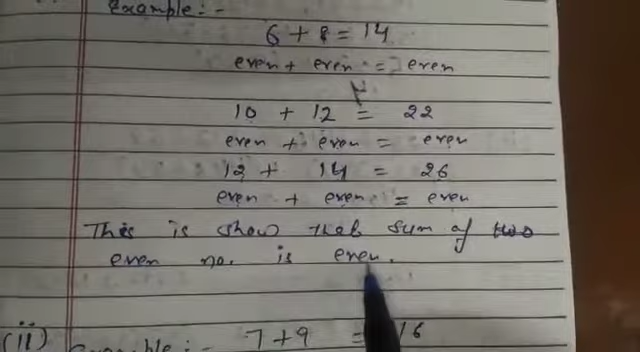 Example:-
6 + 8 = 14
even + even = even
10 + 12 = 22
even + even = even
12 + 14 = 26
even + even = even
This is show that sum of two
even no. is even.
(ii) Example:- 7 + 9 = 16